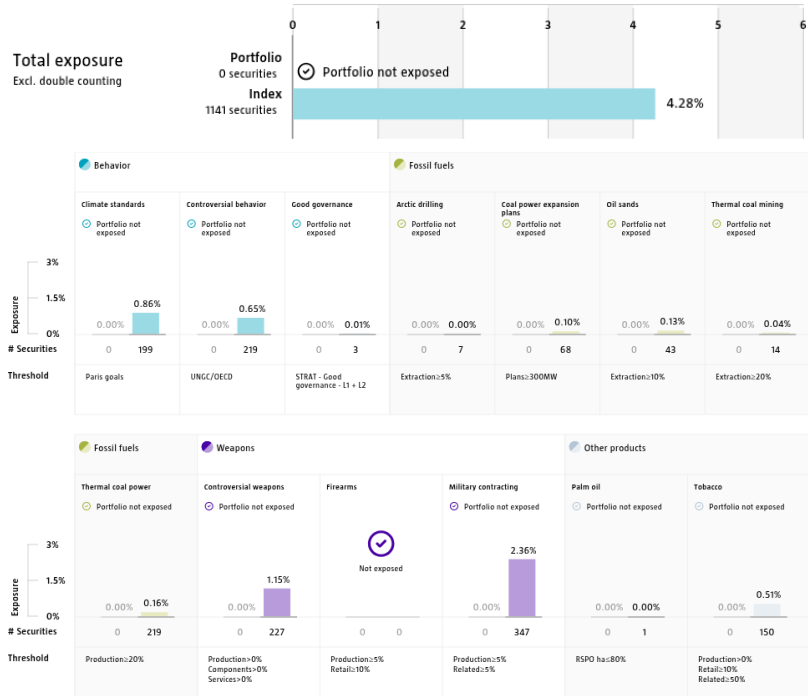 0 1 2 3 4 5 6
Total exposure
Excl. double counting
Portfolio
0 securities
Portfolio not exposed
Index
1141 securities
4.28%
Behavior
Fossil fuels
Climate standards
Controversial behavior
Good governance
Arctic drilling
Coal power expansion
plans
Oil sands
Thermal coal mining
Portfolio not
exposed
Portfolio not
exposed
Portfolio not
exposed
Portfolio not
exposed
Portfolio not
exposed
Portfolio not
exposed
Portfolio not
exposed
Exposure
3%
1.5%
0%
0.00% 0.86%
0.00% 0.65%
0.00% 0.01%
0.00% 0.00%
0.00% 0.10%
0.00% 0.13%
0.00% 0.04%
# Securities
0 199
0 219
0 3
0 7
0 68
0 43
0 14
Threshold
Paris goals
UNGC/OECD
STRAT - Good
governance - L1 + L2
Extraction≥5%
Plans≥300MW
Extraction≥10%
Extraction≥20%
Fossil fuels
Weapons
Other products
Thermal coal power
Controversial weapons
Firearms
Military contracting
Palm oil
Tobacco
Portfolio not exposed
Portfolio not exposed
Not exposed
Portfolio not exposed
Portfolio not exposed
Portfolio not exposed
Exposure
3%
1.5%
0%
0.00% 0.16%
0.00% 1.15%
0.00% 2.36%
0.00% 0.00%
0.00% 0.51%
# Securities
0 219
0 227
0 0
0 347
0 1
0 150
Threshold
Production≥20%
Production>0%
Components>0%
Services>0%
Production≥5%
Retail≥10%
Production≥5%
Related≥5%
RSPO ha≤80%
Production>0%
Retail≥10%
Related≥50%